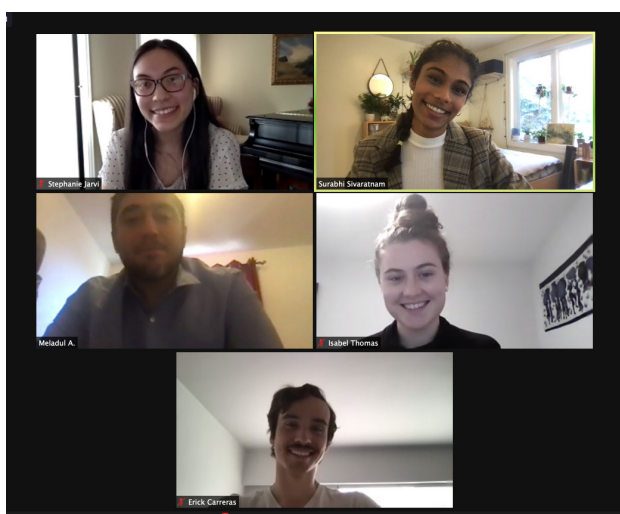 Stephanie Jarvi
Surabhi Sivaratnam
Meladul A.
Isabel Thomas
Erick Carreras